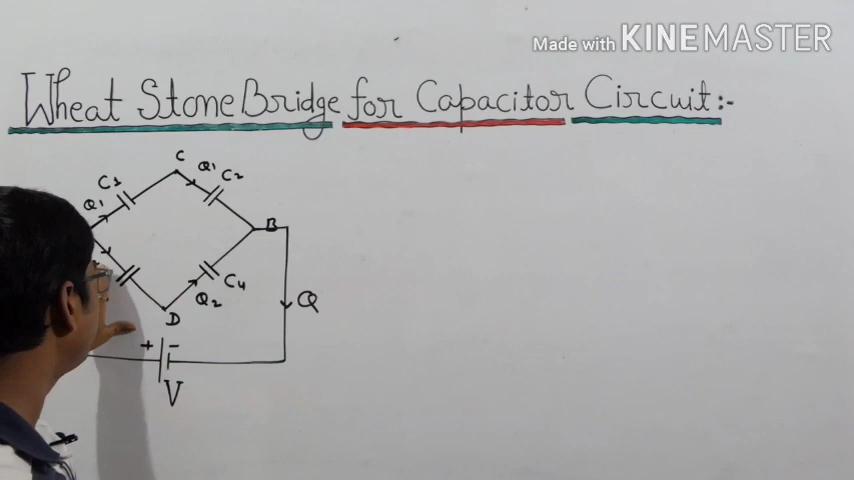 Made with KINEMASTER
Wheat Stone Bridge for Capacitor Circuit:-
C
Q1 C2
C1
Q1
B
C4
Q2
Q
D
+ -
V